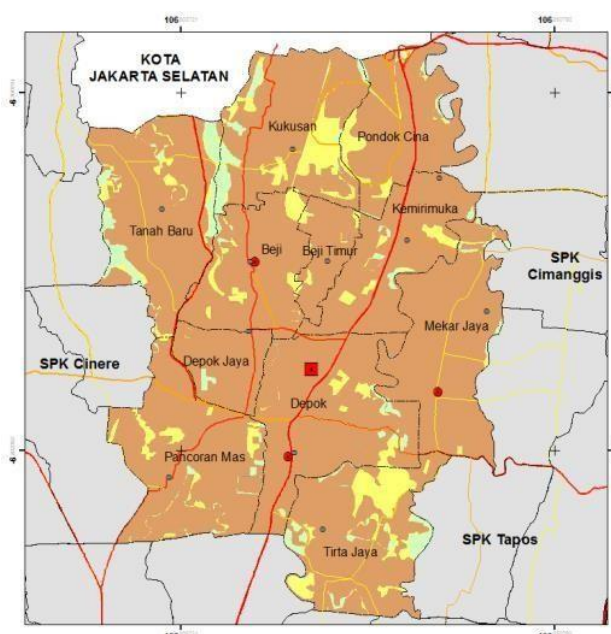 106
106
KOTA
JAKARTA SELATAN
Kukusan
Pondok Cina
Kemirimuka
Tanah Baru
Beji
Beji Timur
SPK
Cimanggis
Mekar Jaya
SPK Cinere
Depok Jaya
Depok
Pancoran Mas
SPK Tapos
Tirta Jaya